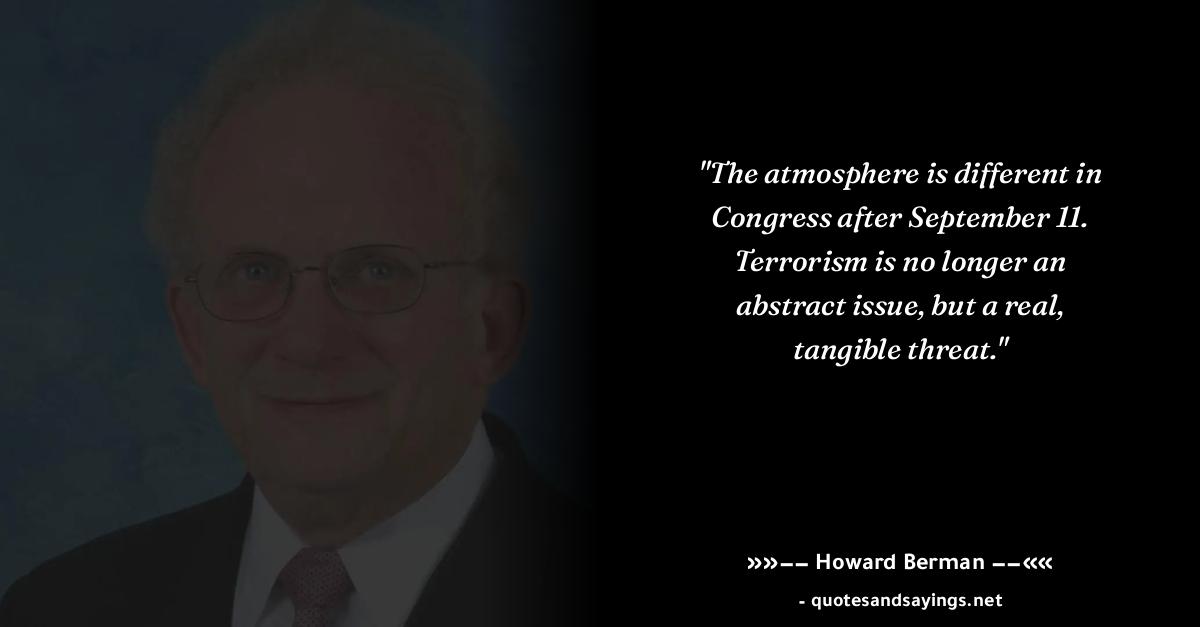 "The atmosphere is different in
Congress after September 11.
Terrorism is no longer an
abstract issue, but a real,
tangible threat."
»»−− Howard Berman −−««
- quotesandsayings.net